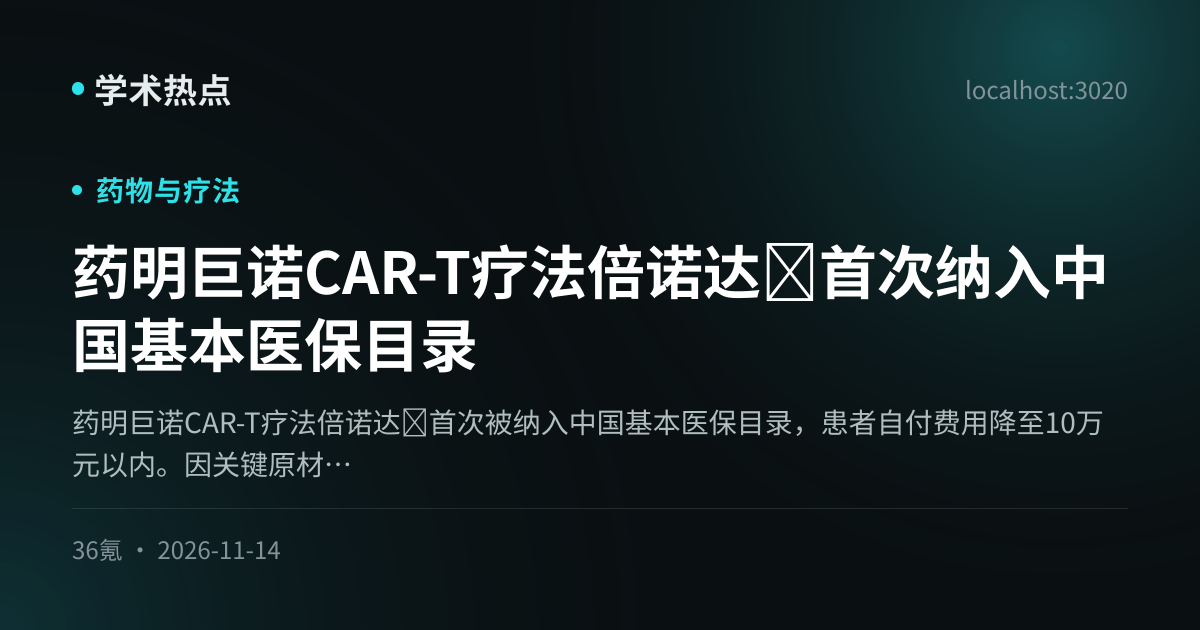 学术热点
localhost:3020
药物与疗法
药明巨诺CAR-T疗法倍诺达首次纳入中
国基本医保目录
药明巨诺CAR-T疗法倍诺达首次被纳入中国基本医保目录，患者自付费用降至10万
元以内。因关键原材…
36氪 · 2026-11-14